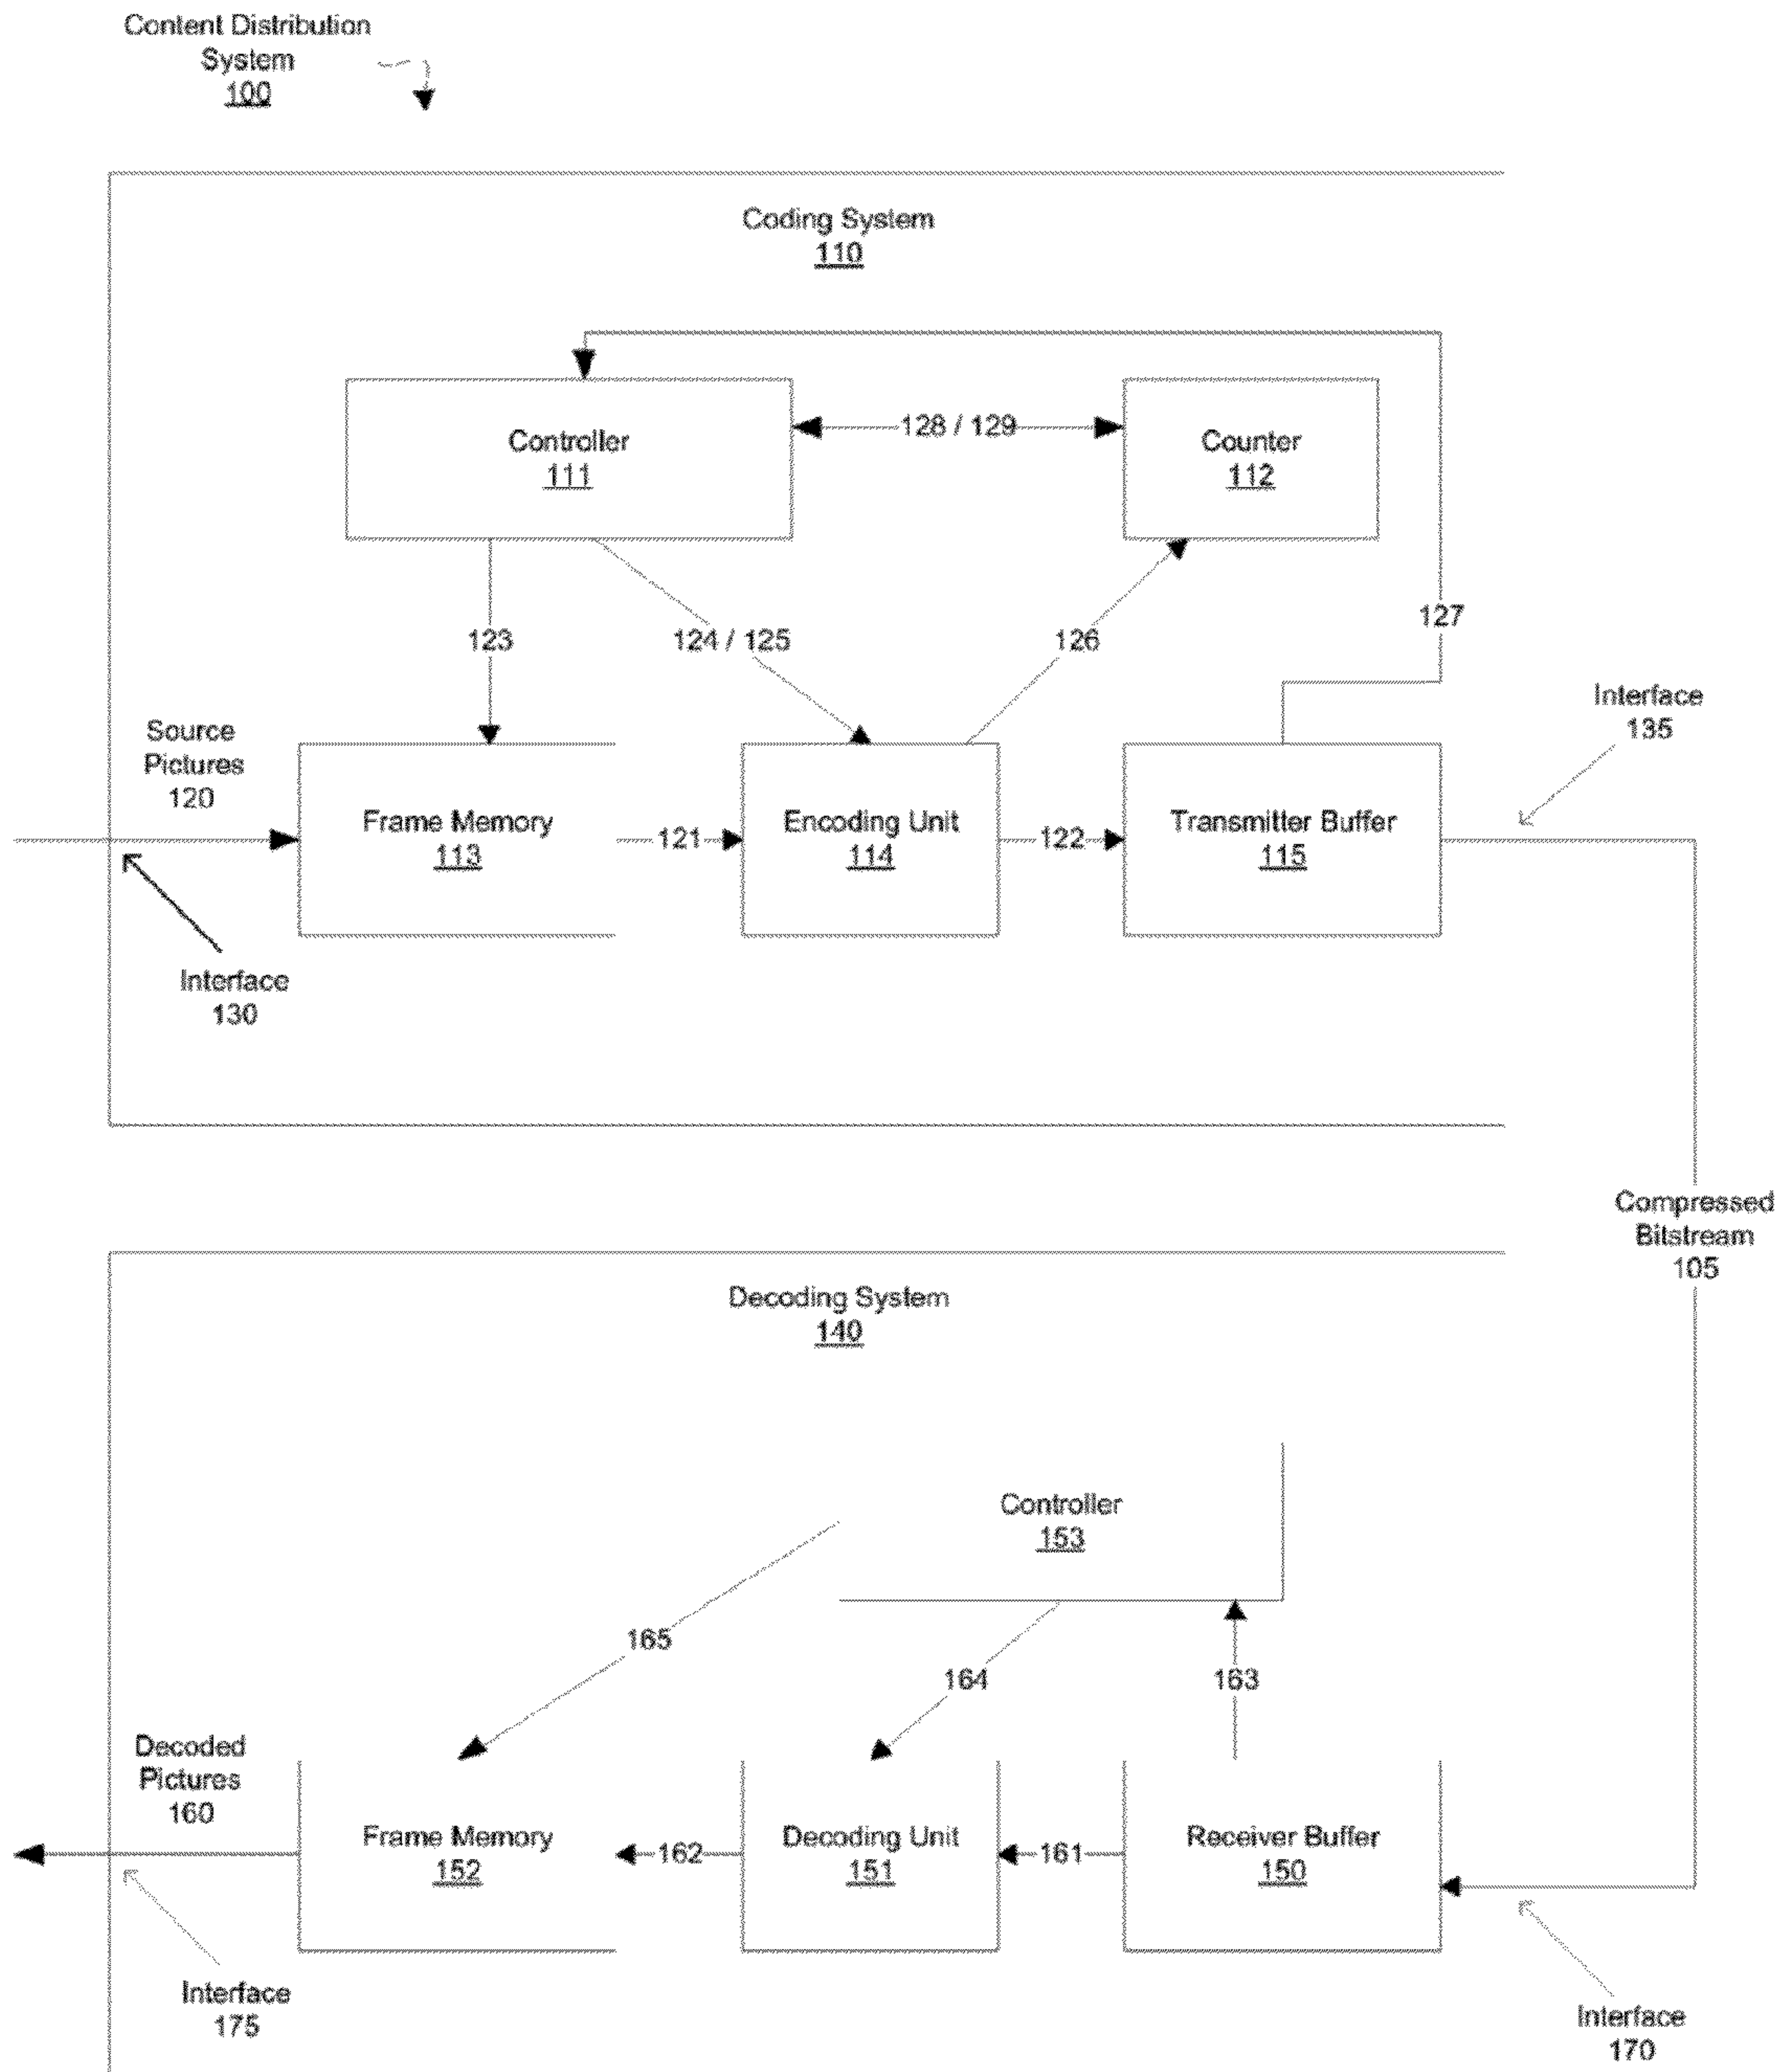 Content Distribution
System
100
Coding System
110
Controller
111
128 / 129
Counter
112
123
124 / 125
126
127
Interface
135
Source
Pictures
120
Frame Memory
113
121
Encoding Unit
114
122
Transmitter Buffer
115
Interface
130
Compressed
Bitstream
105
Decoding System
140
Controller
153
165
164
163
Decoded
Pictures
160
Frame Memory
152
162
Decoding Unit
151
161
Receiver Buffer
150
Interface
175
Interface
170